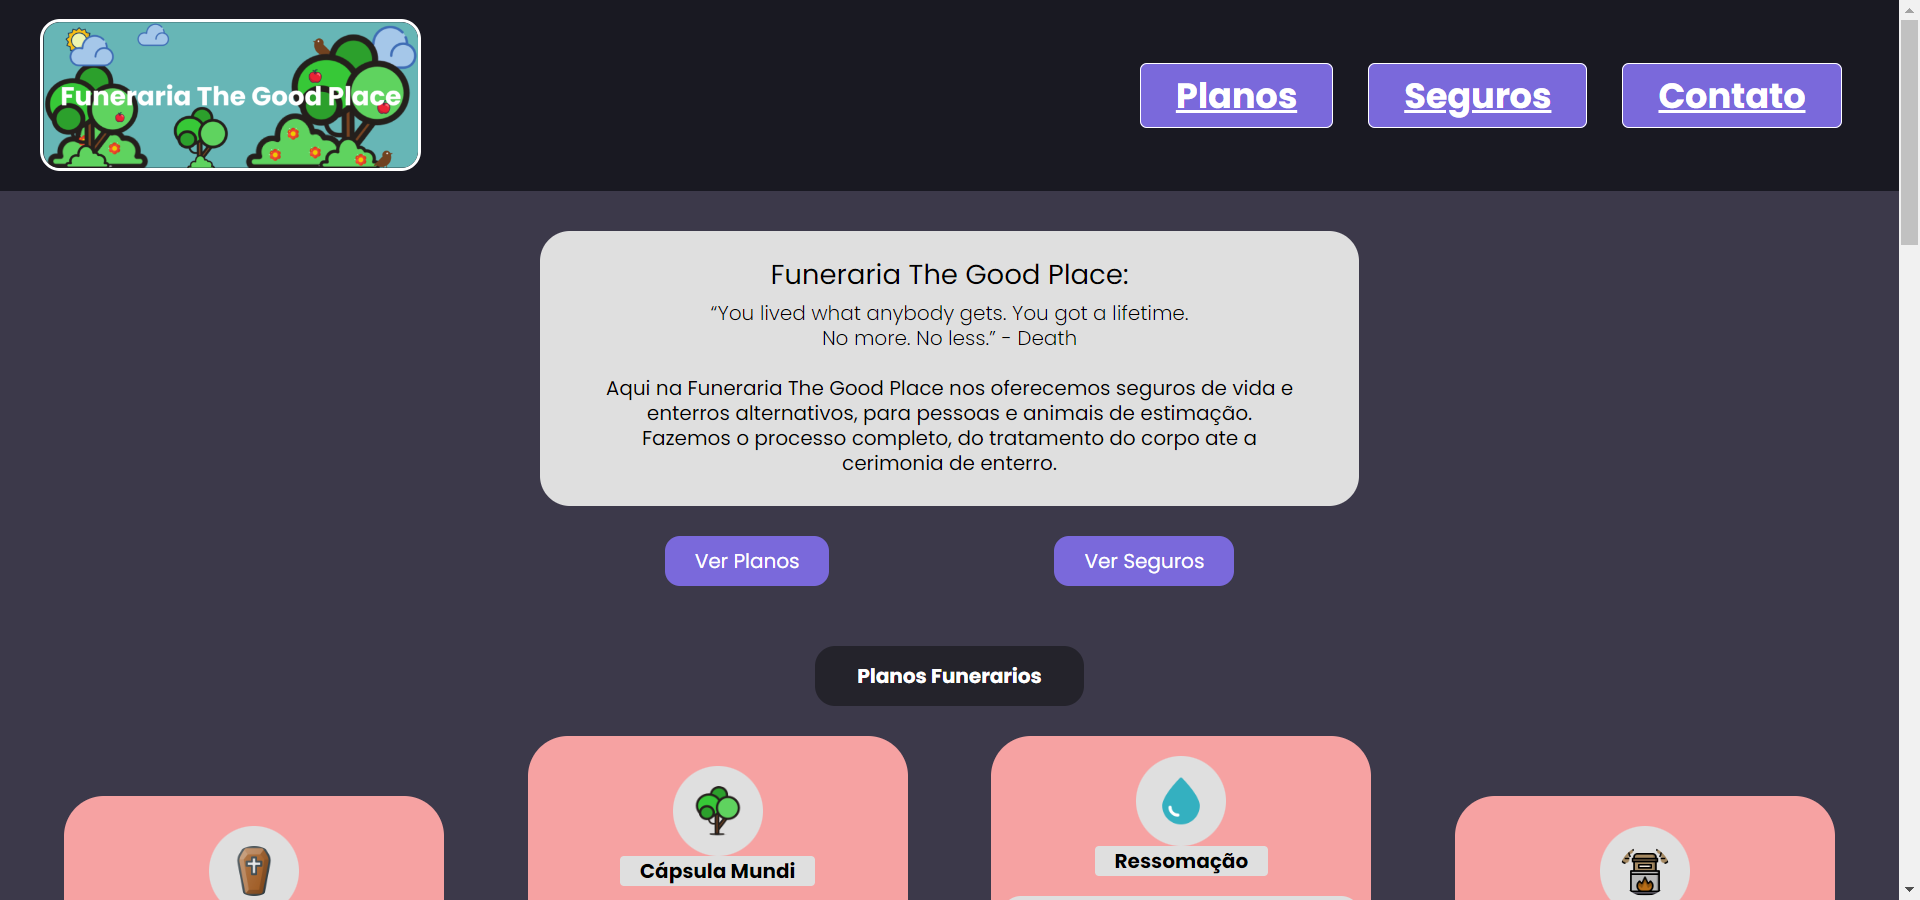 Funeraria The Good Place
Planos
Seguros
Contato
Funeraria The Good Place:
“You lived what anybody gets. You got a lifetime.
No more. No less.” - Death
Aqui na Funeraria The Good Place nos oferecemos seguros de vida e
enterros alternativos, para pessoas e animais de estimação.
Fazemos o processo completo, do tratamento do corpo ate a
cerimonia de enterro.
Ver Planos
Ver Seguros
Planos Funerarios
Cápsula Mundi
Ressomação